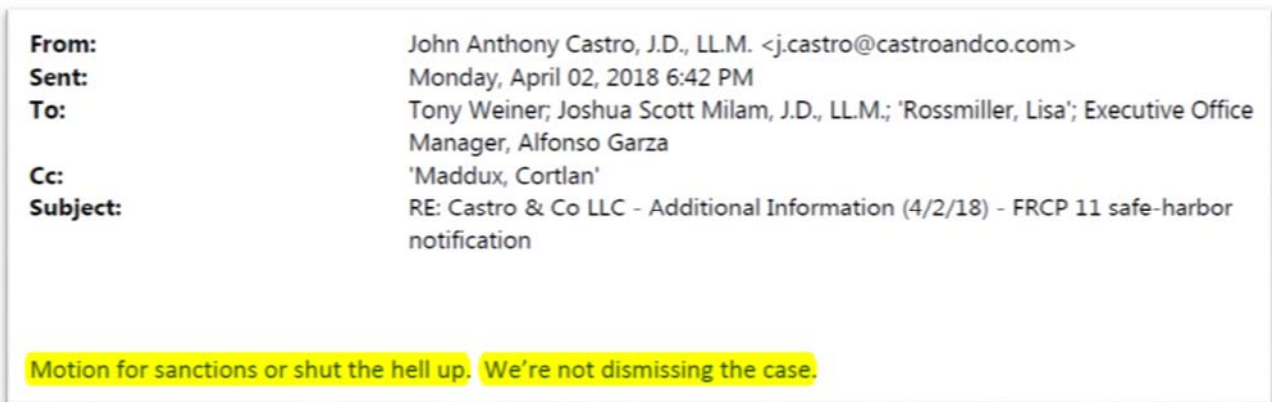 From: John Anthony Castro, J.D., LL.M. <j.castro@castroandco.com>
Sent: Monday, April 02, 2018 6:42 PM
To: Tony Weiner; Joshua Scott Milam, J.D., LL.M.; 'Rossmiller, Lisa'; Executive Office
Manager, Alfonso Garza
Cc: 'Maddux, Cortlan'
Subject: RE: Castro & Co LLC - Additional Information (4/2/18) - FRCP 11 safe-harbor
notification
Motion for sanctions or shut the hell up. We're not dismissing the case.